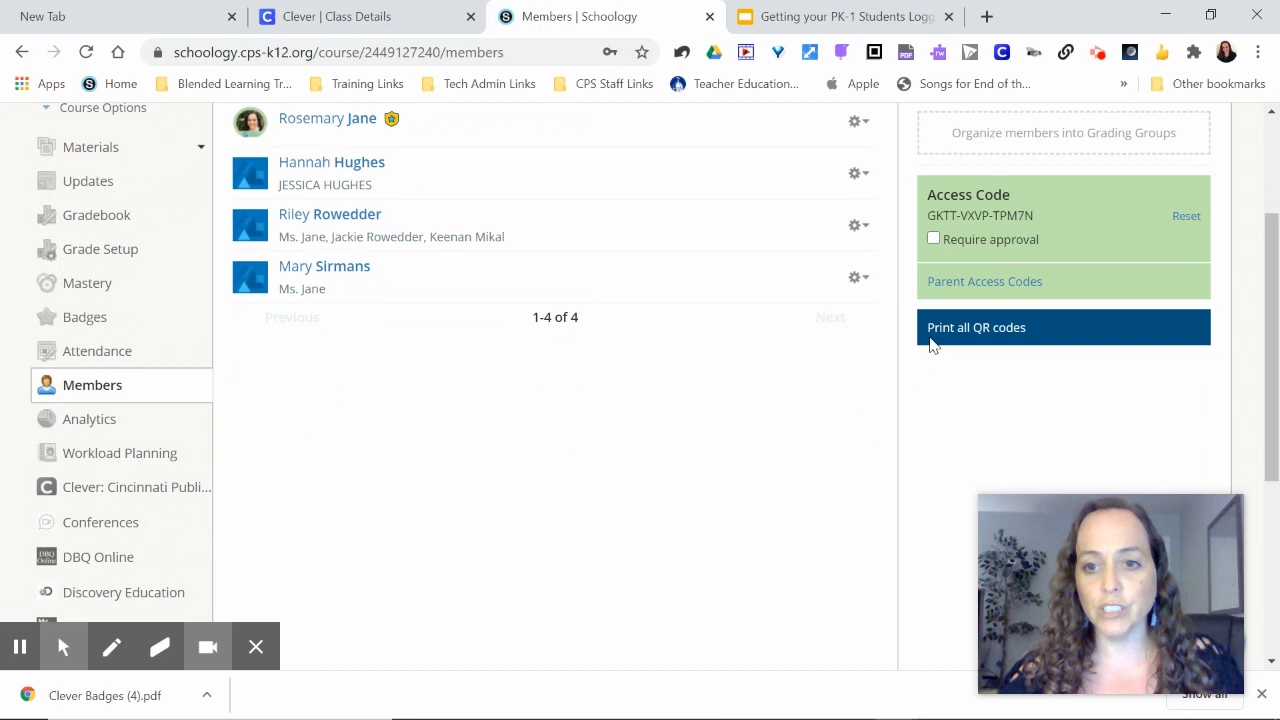 New Tab
Clever | Class Details
Members | Schoology
Getting your PK-1 Students Logg
schoology.cps-k12.org/course/2449127240/members
Apps
Home
Blended Learning Tr...
Training Links
Tech Admin Links
CPS Staff Links
Teacher Education...
Apple
Songs for End of th...
»
Other bookmarks
Course Options
Materials
Updates
Gradebook
Grade Setup
Mastery
Badges
Attendance
Members
Analytics
Workload Planning
Clever: Cincinnati Publi...
Conferences
DBQ Online
Discovery Education
Rosemary Jane
Hannah Hughes
JESSICA HUGHES
Riley Rowedder
Ms. Jane, Jackie Rowedder, Keenan Mikal
Mary Sirmans
Ms. Jane
Previous
1-4 of 4
Next
Organize members into Grading Groups
Access Code
GKTT-VXVP-TPM7N
Reset
Require approval
Parent Access Codes
Print all QR codes
Clever Badges (4).pdf
Show all